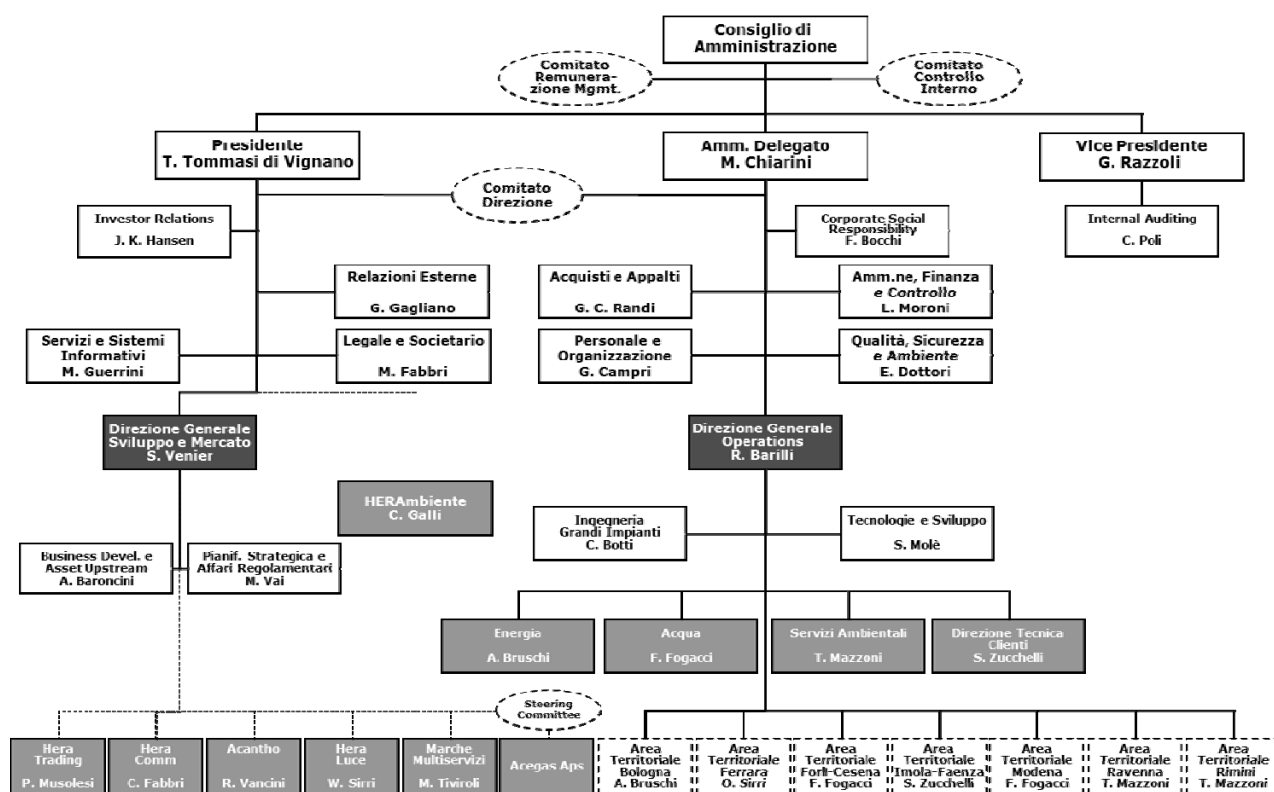 Consiglio di
Amministrazione
Comitato
Remunera-
zione Mgmt.
Comitato
Controllo
Interno
Presidente
T. Tommasi di Vignano
Amm. Delegato
M. Chiarini
Vice Presidente
G. Razzoli
Comitato
Direzione
Investor Relations
J. K. Hansen
Corporate Social
Responsibility
F. Bocchi
Internal Auditing
C. Poli
Relazioni Esterne
G. Gagliano
Acquisti e Appalti
G. C. Randi
Amm.ne, Finanza
e Controllo
L. Moroni
Servizi e Sistemi
Informativi
M. Guerrini
Legale e Societario
M. Fabbri
Personale e
Organizzazione
G. Campri
Qualità, Sicurezza
e Ambiente
E. Dottori
Direzione Generale
Sviluppo e Mercato
S. Venier
Direzione Generale
Operations
R. Barilli
HERAmbiente
C. Galli
Ingegneria
Grandi Impianti
C. Botti
Tecnologie e Sviluppo
S. Molè
Business Devel. e
Asset Upstream
A. Baroncini
Pianif. Strategica e
Affari Regolamentari
M. Vai
Energia
A. Bruschi
Acqua
F. Fogacci
Servizi Ambientali
T. Mazzoni
Direzione Tecnica
Clienti
S. Zucchelli
Steering
Committee
Hera
Trading
P. Musolesi
Hera
Comm
C. Fabbri
Acantho
R. Vancini
Hera
Luce
W. Sirri
Marche
Multiservizi
M. Tiviroli
Acegas Aps
Area
Territoriale
Bologna
A. Bruschi
Area
Territoriale
Ferrara
O. Sirri
Area
Territoriale
Forlì-Cesena
F. Fogacci
Area
Territoriale
Imola-Faenza
S. Zucchelli
Area
Territoriale
Modena
F. Fogacci
Area
Territoriale
Ravenna
T. Mazzoni
Area
Territoriale
Rimini
T. Mazzoni